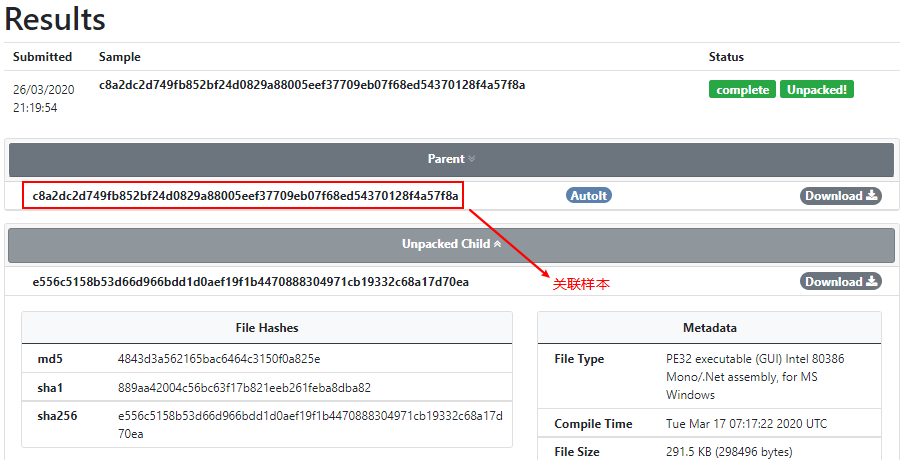 Results
Submitted Sample Status
26/03/2020 21:19:54 c8a2dc2d749fb852bf24d0829a88005eef37709eb07f68ed54370128f4a57f8a complete Unpacked!
Parent
c8a2dc2d749fb852bf24d0829a88005eef37709eb07f68ed54370128f4a57f8a AutoIt Download
Unpacked Child
e556c5158b53d66d966bdd1d0aef19f1b4470888304971cb19332c68a17d70ea Download
关联样本
File Hashes
md5 4843d3a562165bac6464c3150f0a825e
sha1 889aa42004c56bc63f17b821eeb261feba8dba82
sha256 e556c5158b53d66d966bdd1d0aef19f1b4470888304971cb19332c68a17d
70ea
Metadata
File Type PE32 executable (GUI) Intel 80386
Mono/.Net assembly, for MS
Windows
Compile Time Tue Mar 17 07:17:22 2020 UTC
File Size 291.5 KB (298496 bytes)